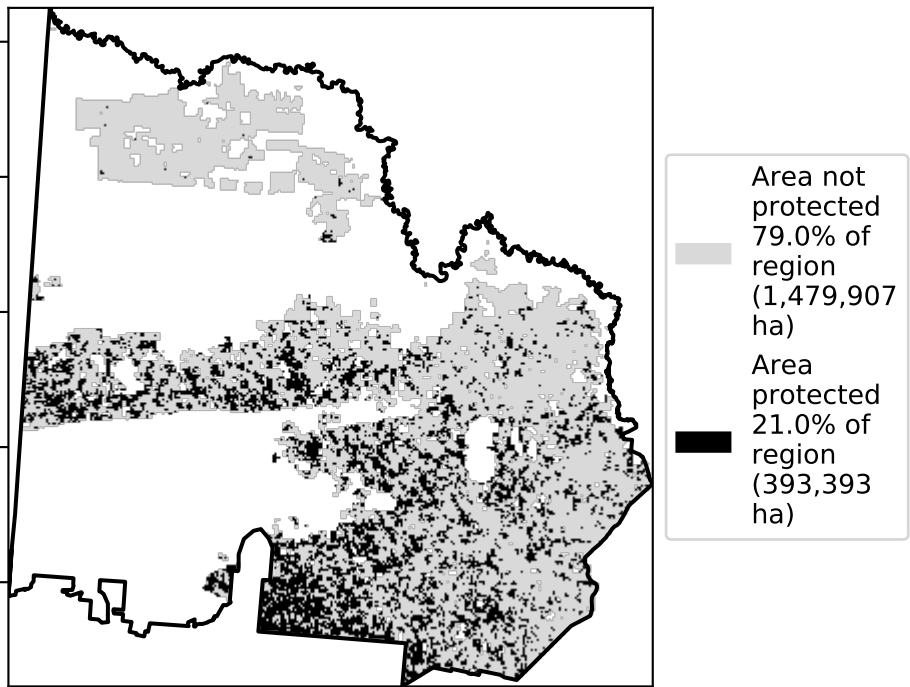 Area not
protected
79.0% of
region
(1,479,907
ha)
Area
protected
21.0% of
region
(393,393
ha)